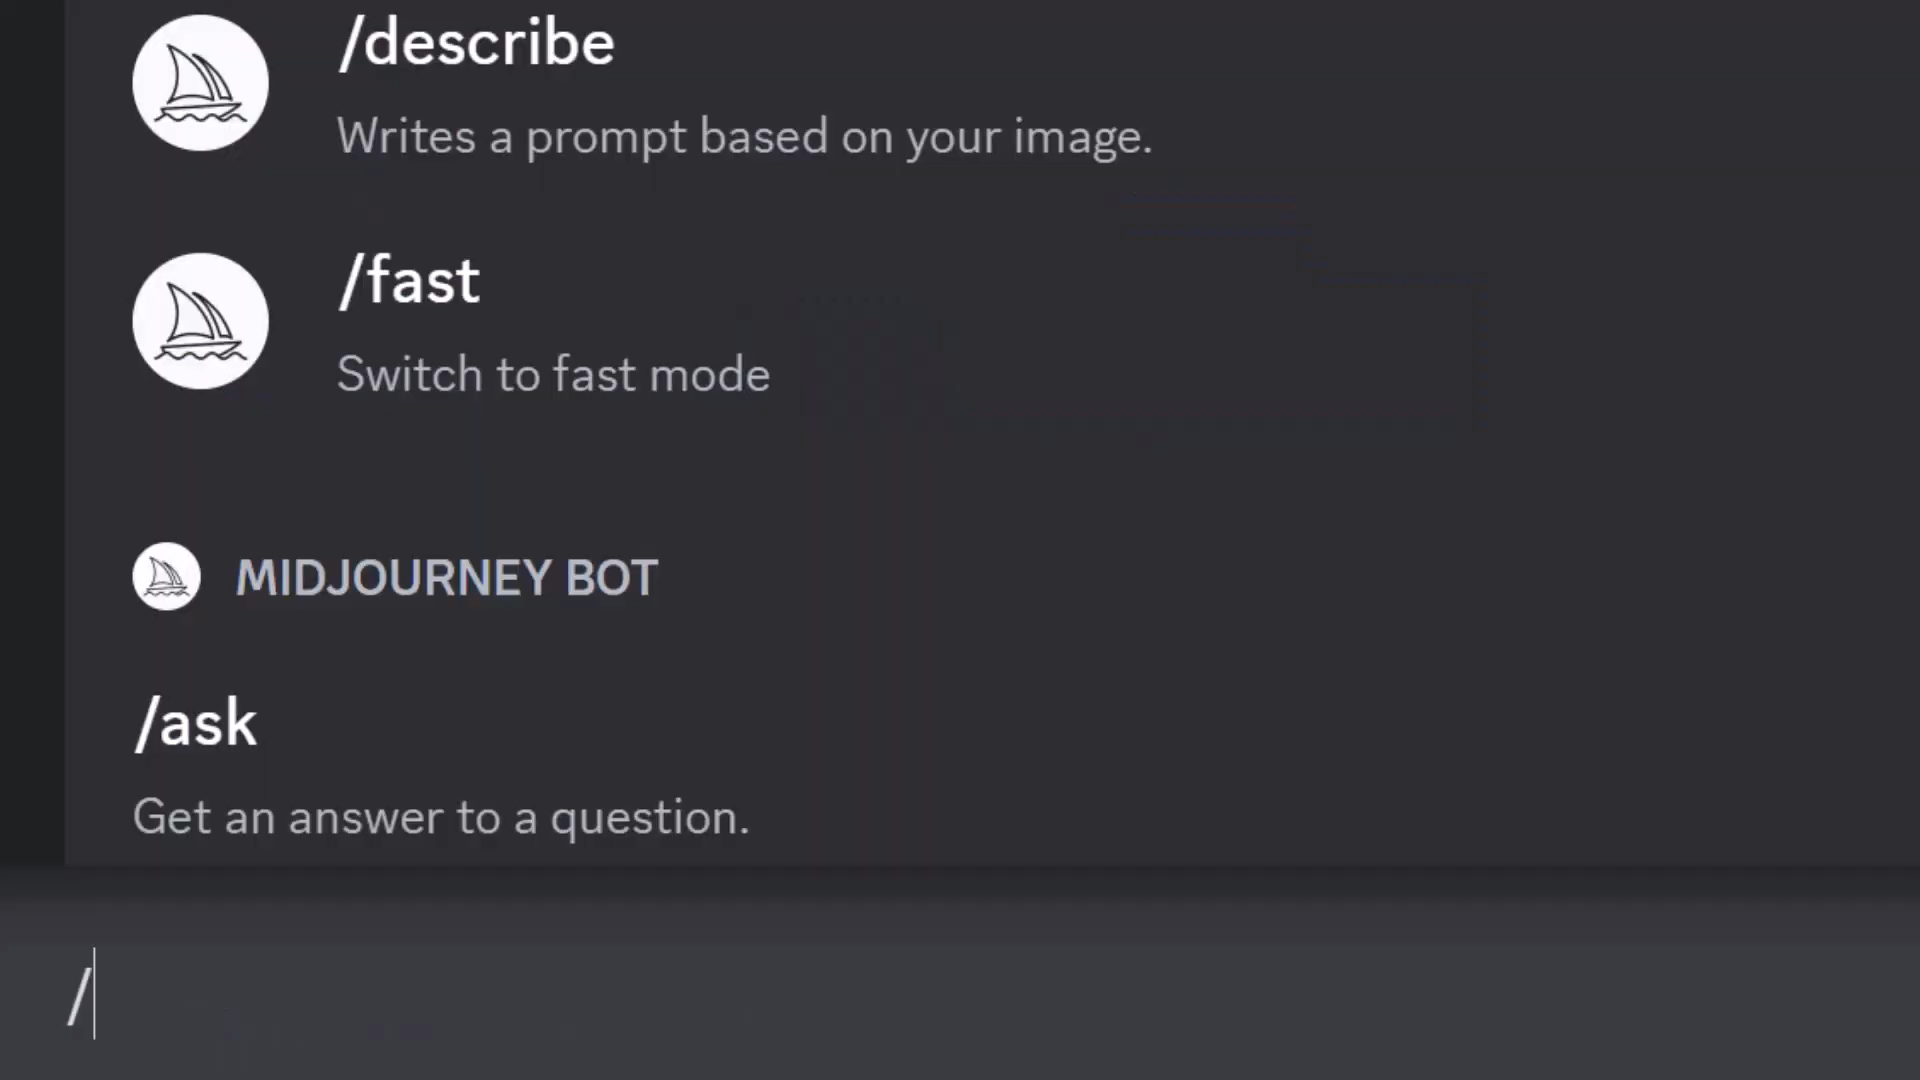 /describe
Writes a prompt based on your image.
/fast
Switch to fast mode
MIDJOURNEY BOT
/ask
Get an answer to a question.
/